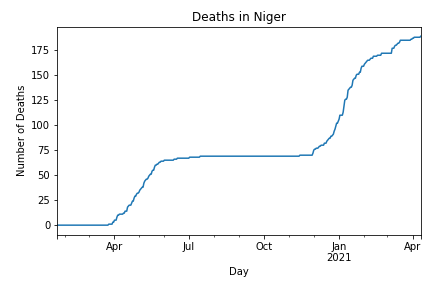 Deaths in Niger
Number of Deaths
175
150
125
100
75
50
25
0
Apr
Jul
Oct
Jan
2021
Apr
Day